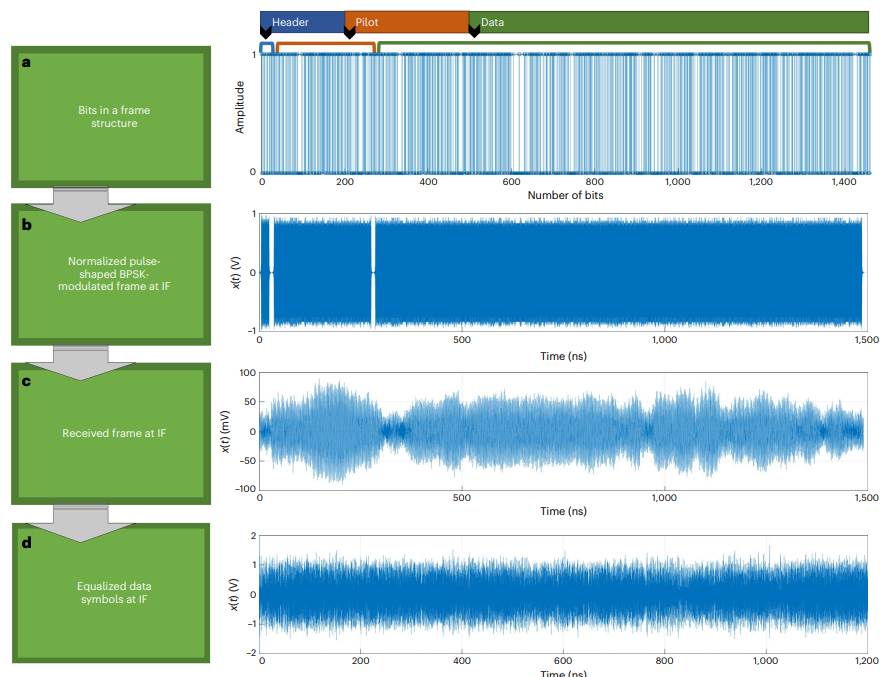 Header
Pilot
Data
a
Bits in a frame
structure
Amplitude
1
0
0
200
400
600
800
1,000
1,200
1,400
Number of bits
b
Normalized pulse-
shaped BPSK-
modulated frame at IF
x(t) (V)
1
0
–1
0
500
1,000
1,500
Time (ns)
c
Received frame at IF
x(t) (mV)
100
50
0
–50
–100
0
500
1,000
1,500
Time (ns)
d
Equalized data
symbols at IF
x(t) (V)
2
1
0
–1
–2
0
200
400
600
800
1,000
1,200
Time (ns)